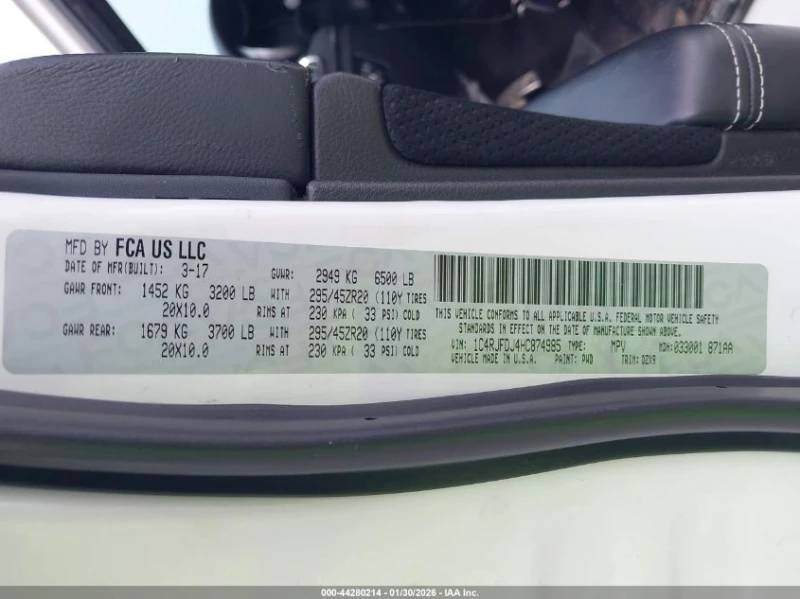 MFD BY FCA US LLC
DATE OF MFR(BUILT): 3-17 GVWR: 2949 KG 6500 LB
GAWR FRONT: 1452 KG 3200 LB WITH 295/45ZR20 (110Y TIRES
20X10.0 RIMS AT 230 KPA ( 33 PSI) COLD
GAWR REAR: 1679 KG 3700 LB WITH 295/45ZR20 (110Y TIRES
20X10.0 RIMS AT 230 KPA ( 33 PSI) COLD
THIS VEHICLE CONFORMS TO ALL APPLICABLE U.S.A. FEDERAL MOTOR VEHICLE SAFETY
STANDARDS IN EFFECT ON THE DATE OF MANUFACTURE SHOWN ABOVE.
VIN: 1C4RJFDJ4HC874985 TYPE: MPV MDH:033001 871AA
VEHICLE MADE IN U.S.A. PAINT: PWD TRIM: DZX9
000-44280214 - 01/30/2026 - IAA Inc.